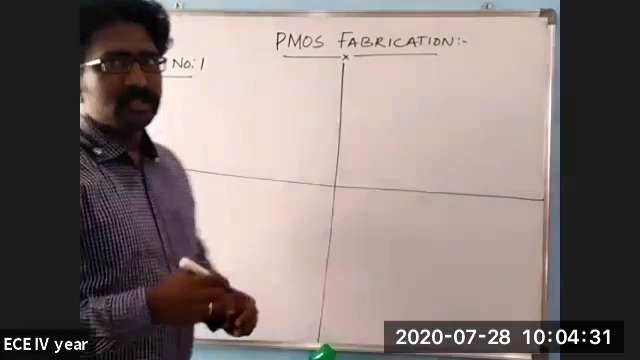 PMOS FABRICATION:-
No: 1
ECE IV year
2020-07-28 10:04:31